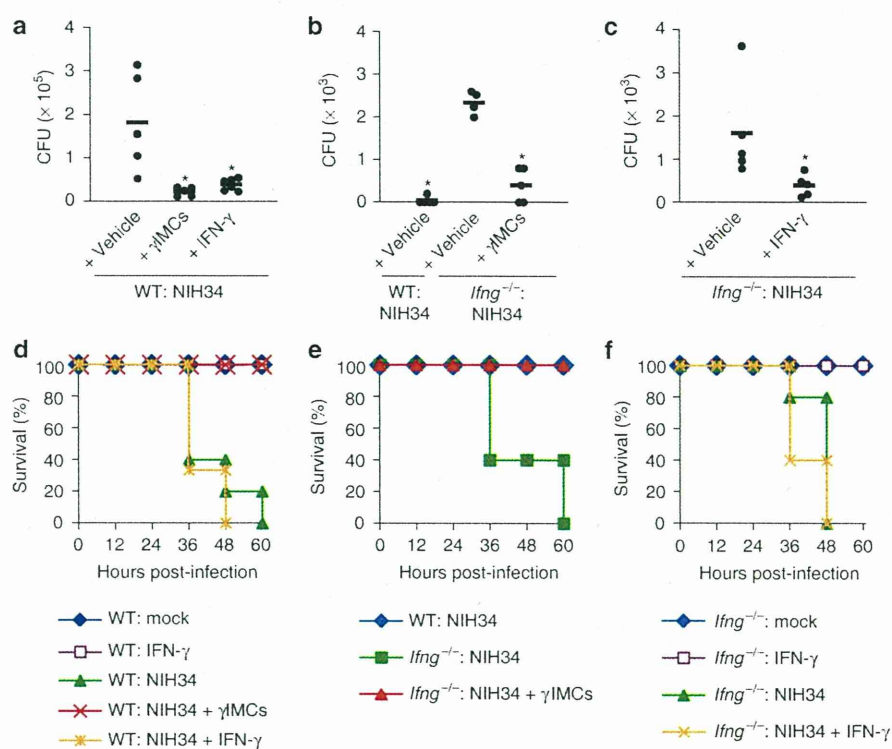 a
4
3
2
1
0
CFU (× 10⁵)
+ Vehicle
+ γIMCs
+ IFN-γ
*
*
WT: NIH34
b
4
3
2
1
0
CFU (× 10³)
+ Vehicle
+ Vehicle
+ γIMCs
*
*
WT:
NIH34
Ifng⁻/⁻:
NIH34
c
4
3
2
1
0
CFU (× 10³)
+ Vehicle
+ IFN-γ
*
Ifng⁻/⁻: NIH34
d
100
80
60
40
20
0
Survival (%)
0 12 24 36 48 60
Hours post-infection
WT: mock
WT: IFN-γ
WT: NIH34
WT: NIH34 + γIMCs
WT: NIH34 + IFN-γ
e
100
80
60
40
20
0
Survival (%)
0 12 24 36 48 60
Hours post-infection
WT: NIH34
Ifng⁻/⁻: NIH34
Ifng⁻/⁻: NIH34 + γIMCs
f
100
80
60
40
20
0
Survival (%)
0 12 24 36 48 60
Hours post-infection
Ifng⁻/⁻: mock
Ifng⁻/⁻: IFN-γ
Ifng⁻/⁻: NIH34
Ifng⁻/⁻: NIH34 + IFN-γ